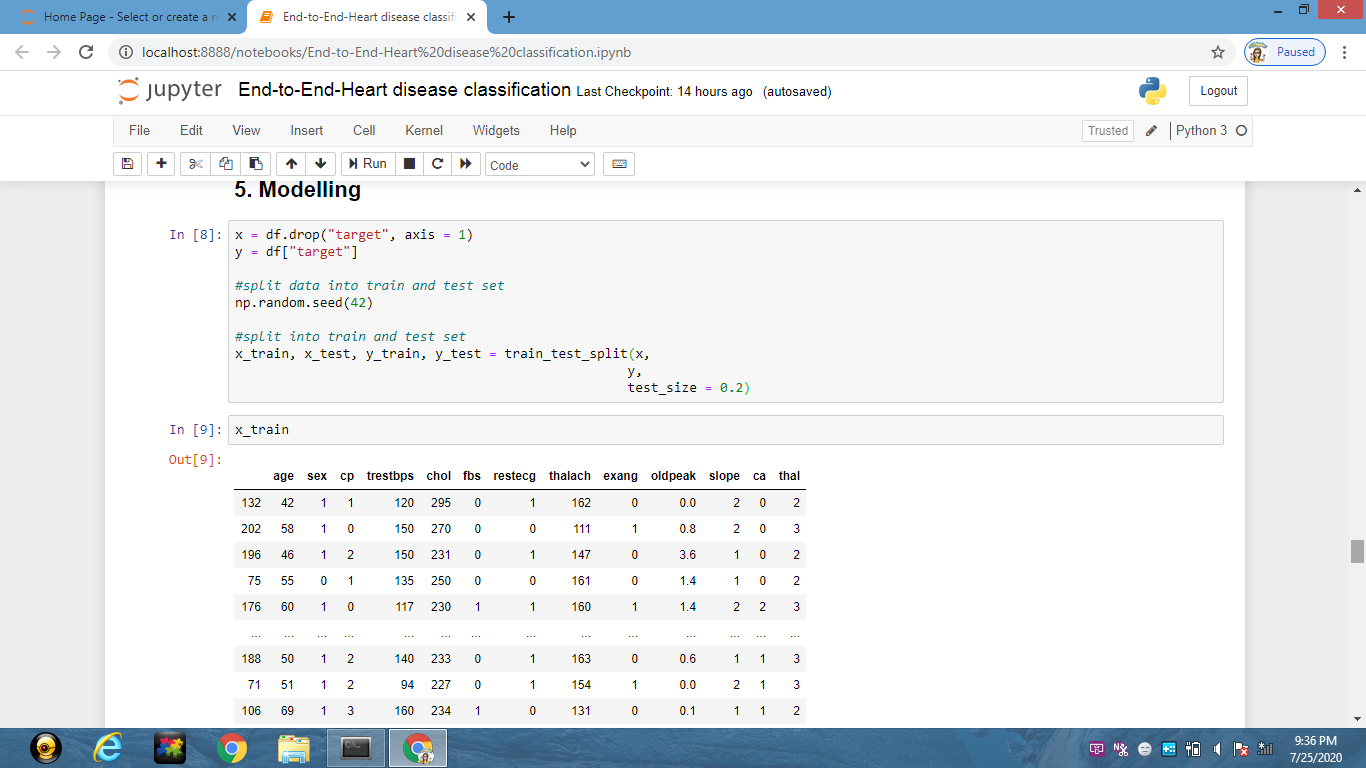 Home Page - Select or create a n
End-to-End-Heart disease classifi
localhost:8888/notebooks/End-to-End-Heart%20disease%20classification.ipynb
Paused
jupyter End-to-End-Heart disease classification Last Checkpoint: 14 hours ago (autosaved)
Logout
File Edit View Insert Cell Kernel Widgets Help
Trusted
Python 3
Run
Code
5. Modelling
In [8]: x = df.drop("target", axis = 1)
y = df["target"]
#split data into train and test set
np.random.seed(42)
#split into train and test set
x_train, x_test, y_train, y_test = train_test_split(x,
y,
test_size = 0.2)
In [9]: x_train
Out[9]:
age sex cp trestbps chol fbs restecg thalach exang oldpeak slope ca thal
132 42 1 1 120 295 0 1 162 0 0.0 2 0 2
202 58 1 0 150 270 0 0 111 1 0.8 2 0 3
196 46 1 2 150 231 0 1 147 0 3.6 1 0 2
75 55 0 1 135 250 0 0 161 0 1.4 1 0 2
176 60 1 0 117 230 1 1 160 1 1.4 2 2 3
... ... ... ... ... ... ... ... ... ... ... ... ... ...
188 50 1 2 140 233 0 1 163 0 0.6 1 1 3
71 51 1 2 94 227 0 1 154 1 0.0 2 1 3
106 69 1 3 160 234 1 0 131 0 0.1 1 1 2
9:36 PM
7/25/2020